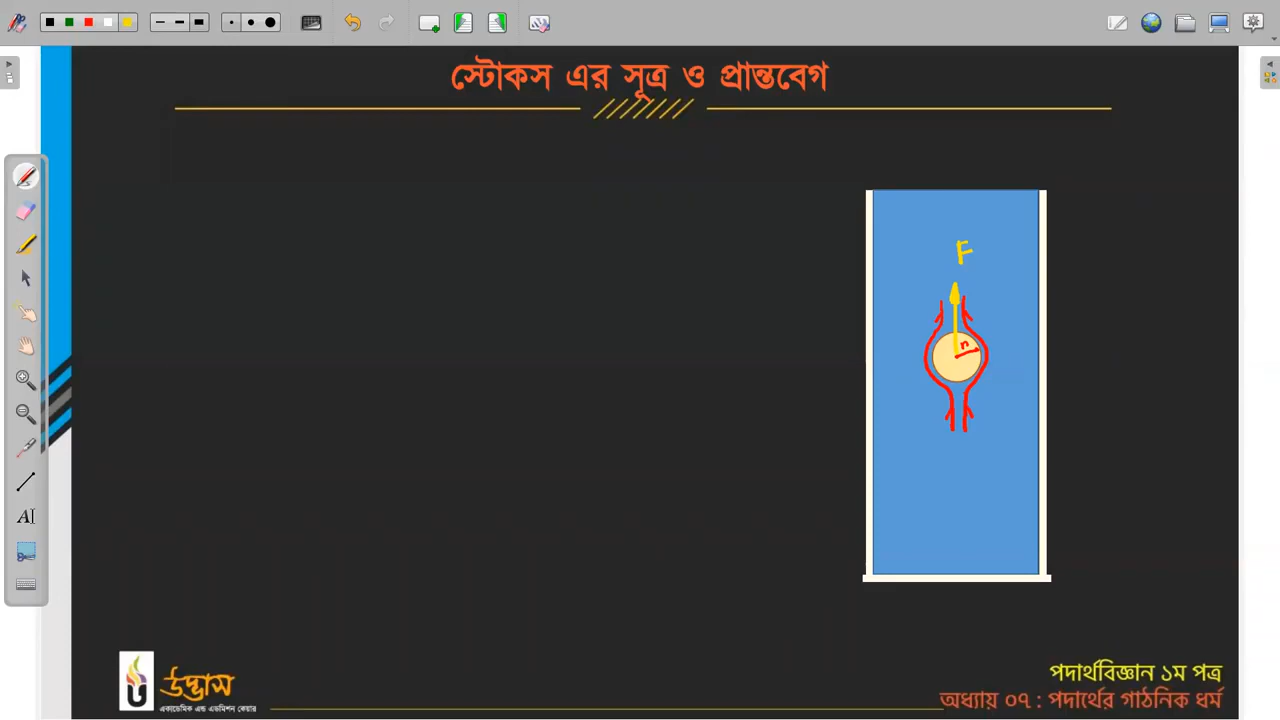 স্টোকস এর সূত্র ও প্রান্তবেগ
F
r
উদ্ভাস
একাডেমিক এন্ড এডমিশন কেয়ার
পদার্থবিজ্ঞান ১ম পত্র
অধ্যায় ০৭ : পদার্থের গাঠনিক ধর্ম